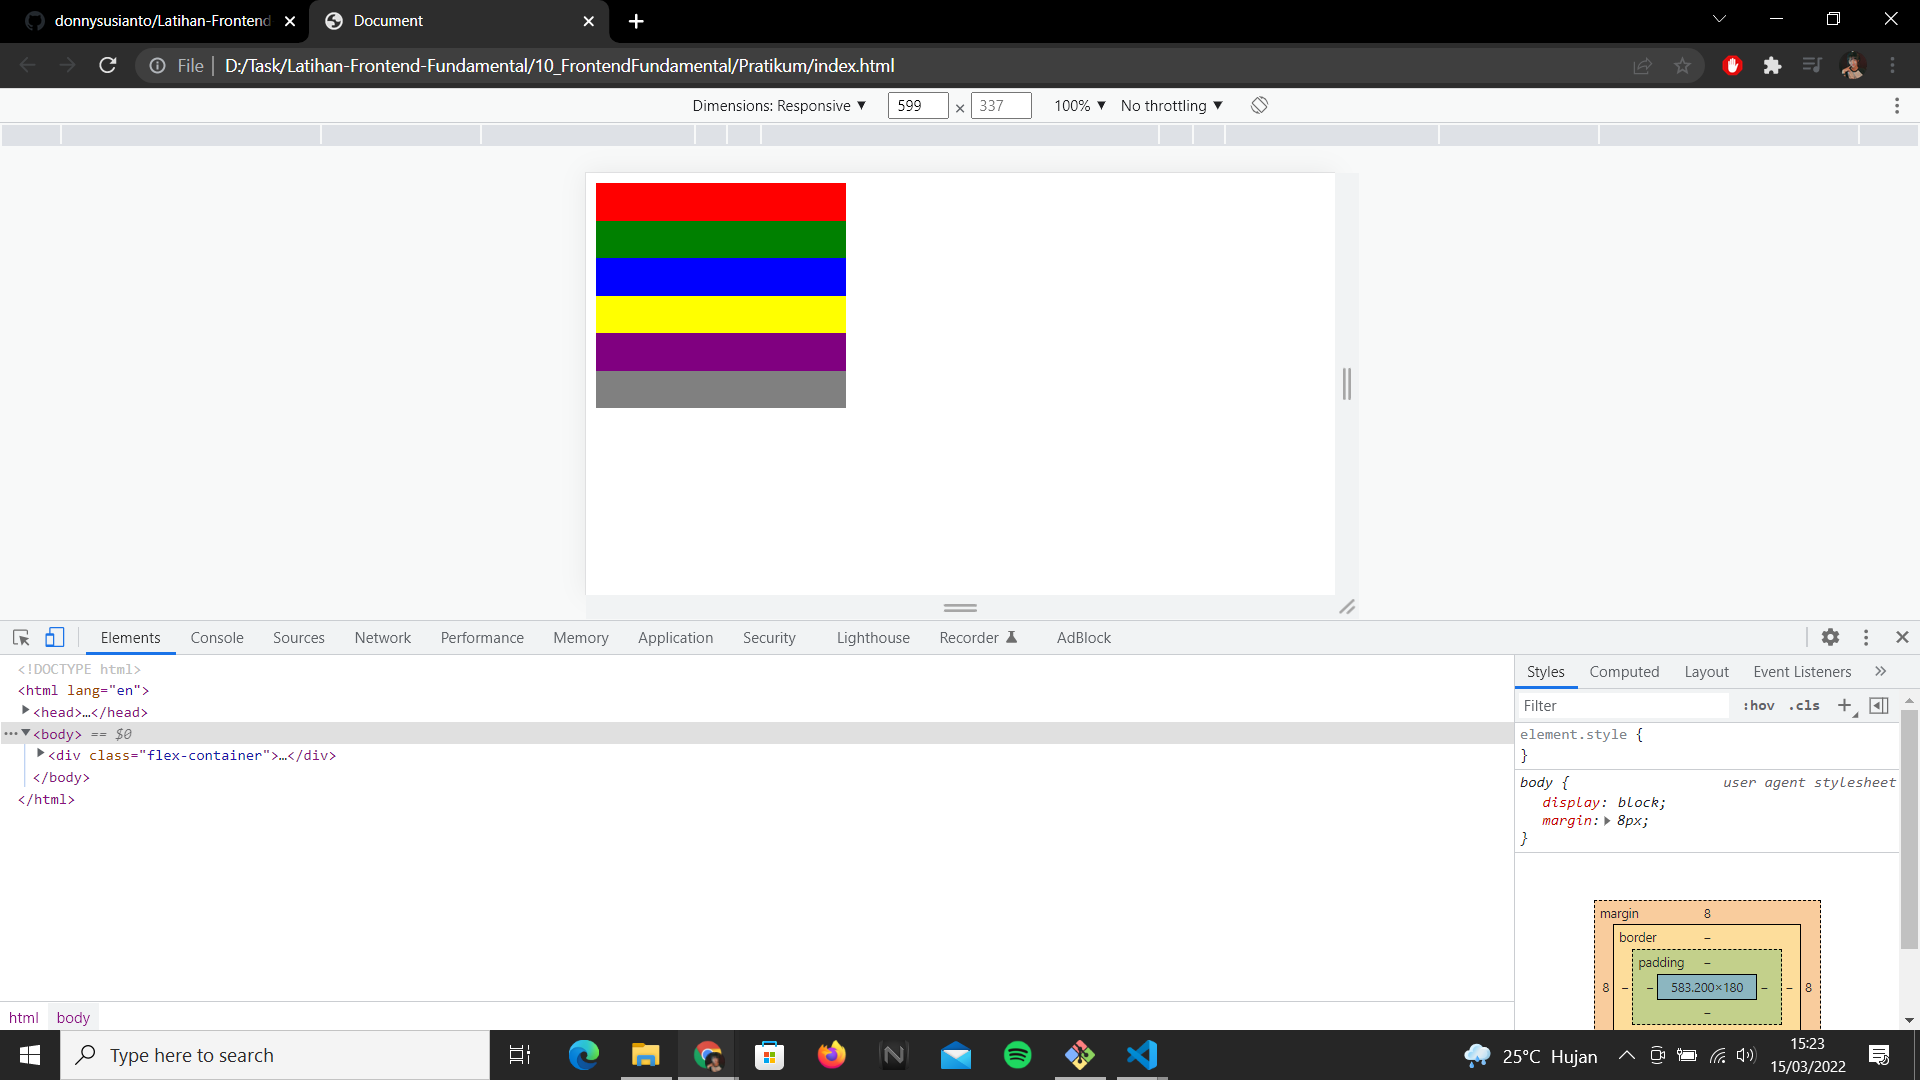 donnysusianto/Latihan-Frontend
Document
File
D:/Task/Latihan-Frontend-Fundamental/10_FrontendFundamental/Pratikum/index.html
Dimensions: Responsive ▼ 599 × 337 100% ▼ No throttling ▼
Elements Console Sources Network Performance Memory Application Security Lighthouse Recorder AdBlock
<!DOCTYPE html>
<html lang="en">
<head>…</head>
<body> == $0
<div class="flex-container">…</div>
</body>
</html>
html body
Styles Computed Layout Event Listeners »
Filter :hov .cls +
element.style {
}
body { user agent stylesheet
display: block;
margin: 8px;
}
margin 8
border –
padding –
8 – – 583.200×180 – – 8
–
Type here to search
25°C Hujan
15:23
15/03/2022